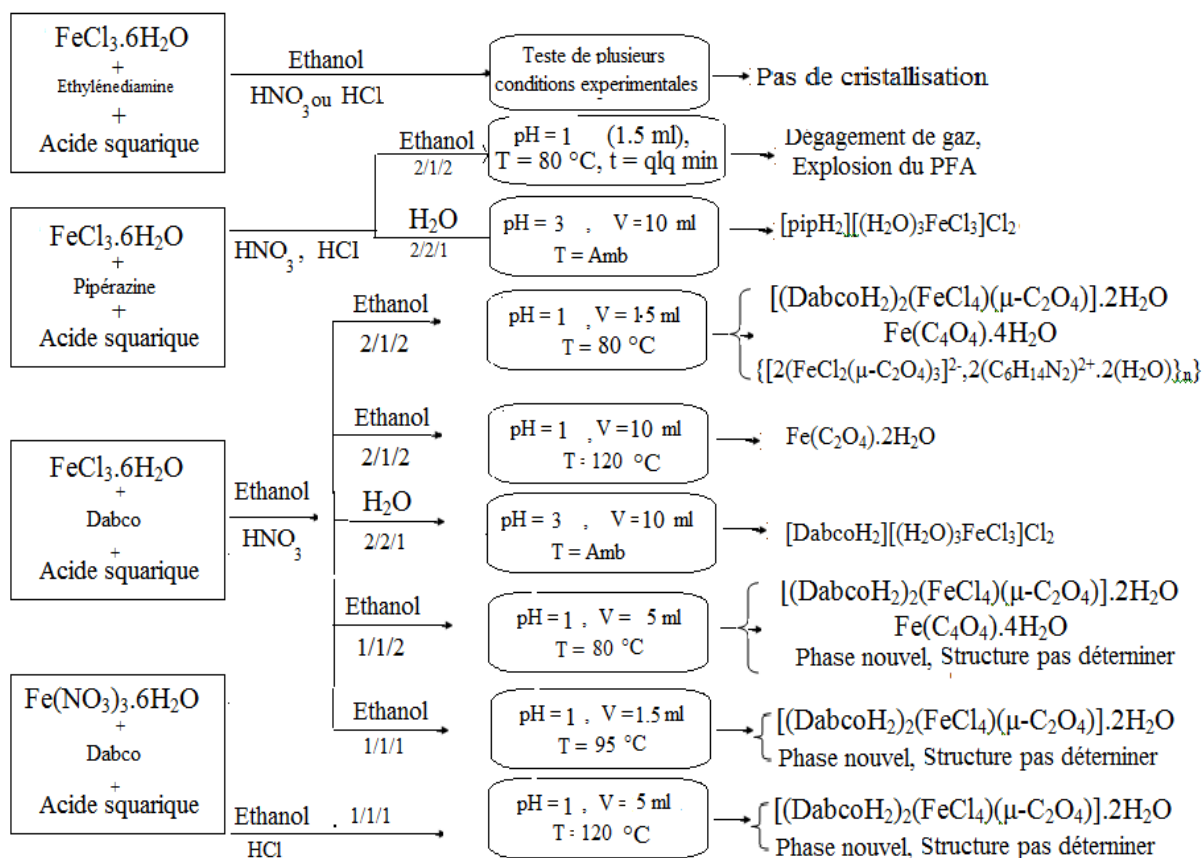 FeCl₃.6H₂O
+
Ethylénediamine
+
Acide squarique
Ethanol
HNO₃ ou HCl
Teste de plusieurs
conditions experimentales
Pas de cristallisation
FeCl₃.6H₂O
+
Pipérazine
+
Acide squarique
HNO₃, HCl
Ethanol
2/1/2
pH = 1 (1.5 ml),
T = 80 °C, t = qlq min
Dégagement de gaz,
Explosion du PFA
H₂O
2/2/1
pH = 3 , V = 10 ml
T = Amb
[pipH₂][(H₂O)₃FeCl₃]Cl₂
FeCl₃.6H₂O
+
Dabco
+
Acide squarique
Ethanol
HNO₃
Ethanol
2/1/2
pH = 1 , V = 1.5 ml
T = 80 °C
[(DabcoH₂)₂(FeCl₄)(μ-C₂O₄)].2H₂O
Fe(C₄O₄).4H₂O
{[2(FeCl₂(μ-C₂O₄)₃]²⁻,2(C₆H₁₄N₂)²⁺.2(H₂O)}ₙ}
Ethanol
2/1/2
pH = 1 , V = 10 ml
T: 120 °C
Fe(C₂O₄).2H₂O
H₂O
2/2/1
pH = 3 , V = 10 ml
T = Amb
[DabcoH₂][(H₂O)₃FeCl₃]Cl₂
Ethanol
1/1/2
pH = 1 , V = 5 ml
T = 80 °C
[(DabcoH₂)₂(FeCl₄)(μ-C₂O₄)].2H₂O
Fe(C₄O₄).4H₂O
Phase nouvel, Structure pas déterniner
Ethanol
1/1/1
pH = 1 , V = 1.5 ml
T = 95 °C
[(DabcoH₂)₂(FeCl₄)(μ-C₂O₄)].2H₂O
Phase nouvel, Structure pas déterniner
Fe(NO₃)₃.6H₂O
+
Dabco
+
Acide squarique
Ethanol . 1/1/1
HCl
pH = 1 , V = 5 ml
T = 120 °C
[(DabcoH₂)₂(FeCl₄)(μ-C₂O₄)].2H₂O
Phase nouvel, Structure pas déterniner